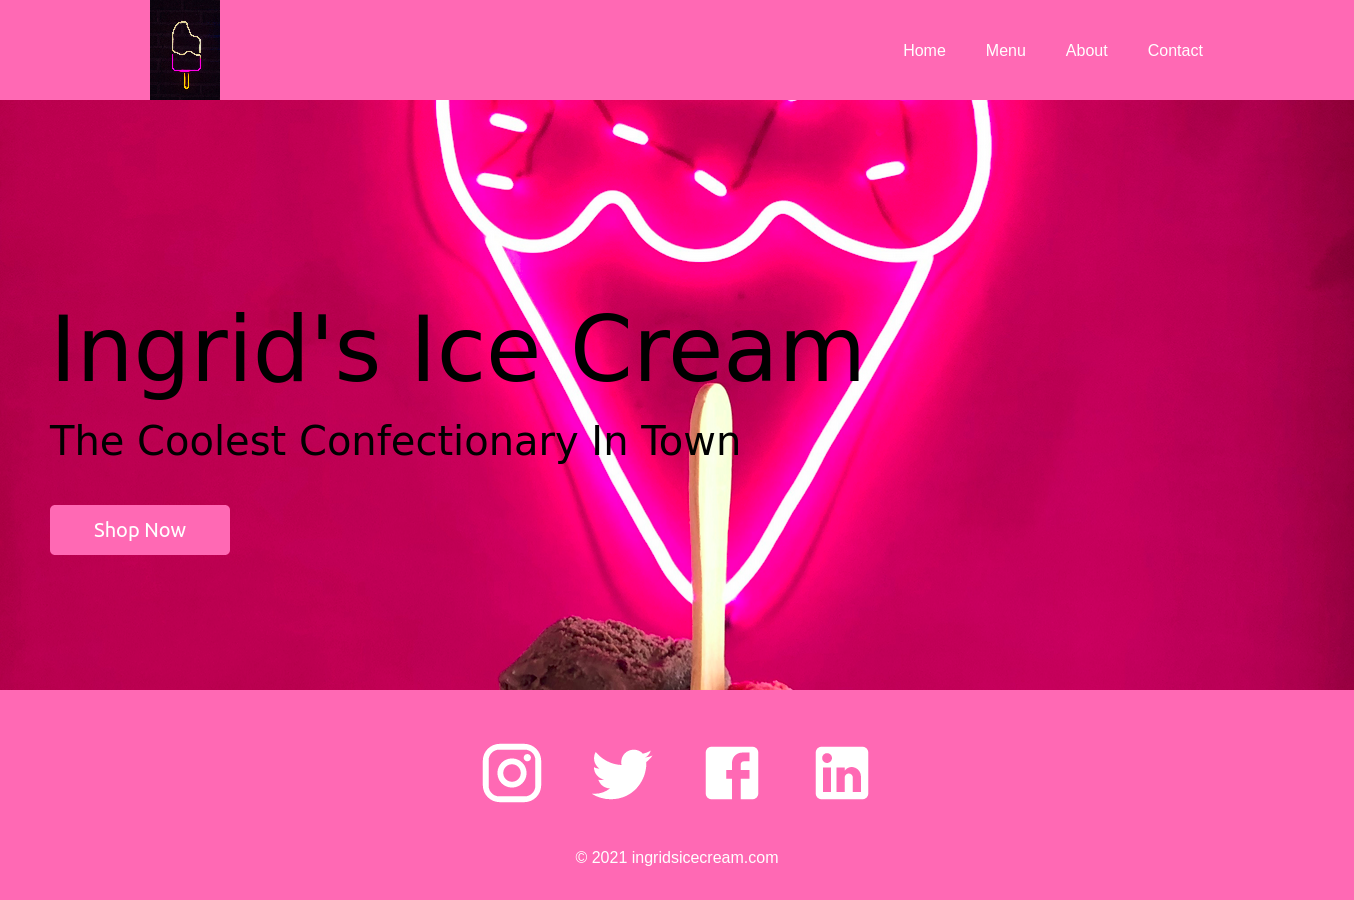 Home Menu About Contact
Ingrid's Ice Cream
The Coolest Confectionary In Town
Shop Now
© 2021 ingridsicecream.com